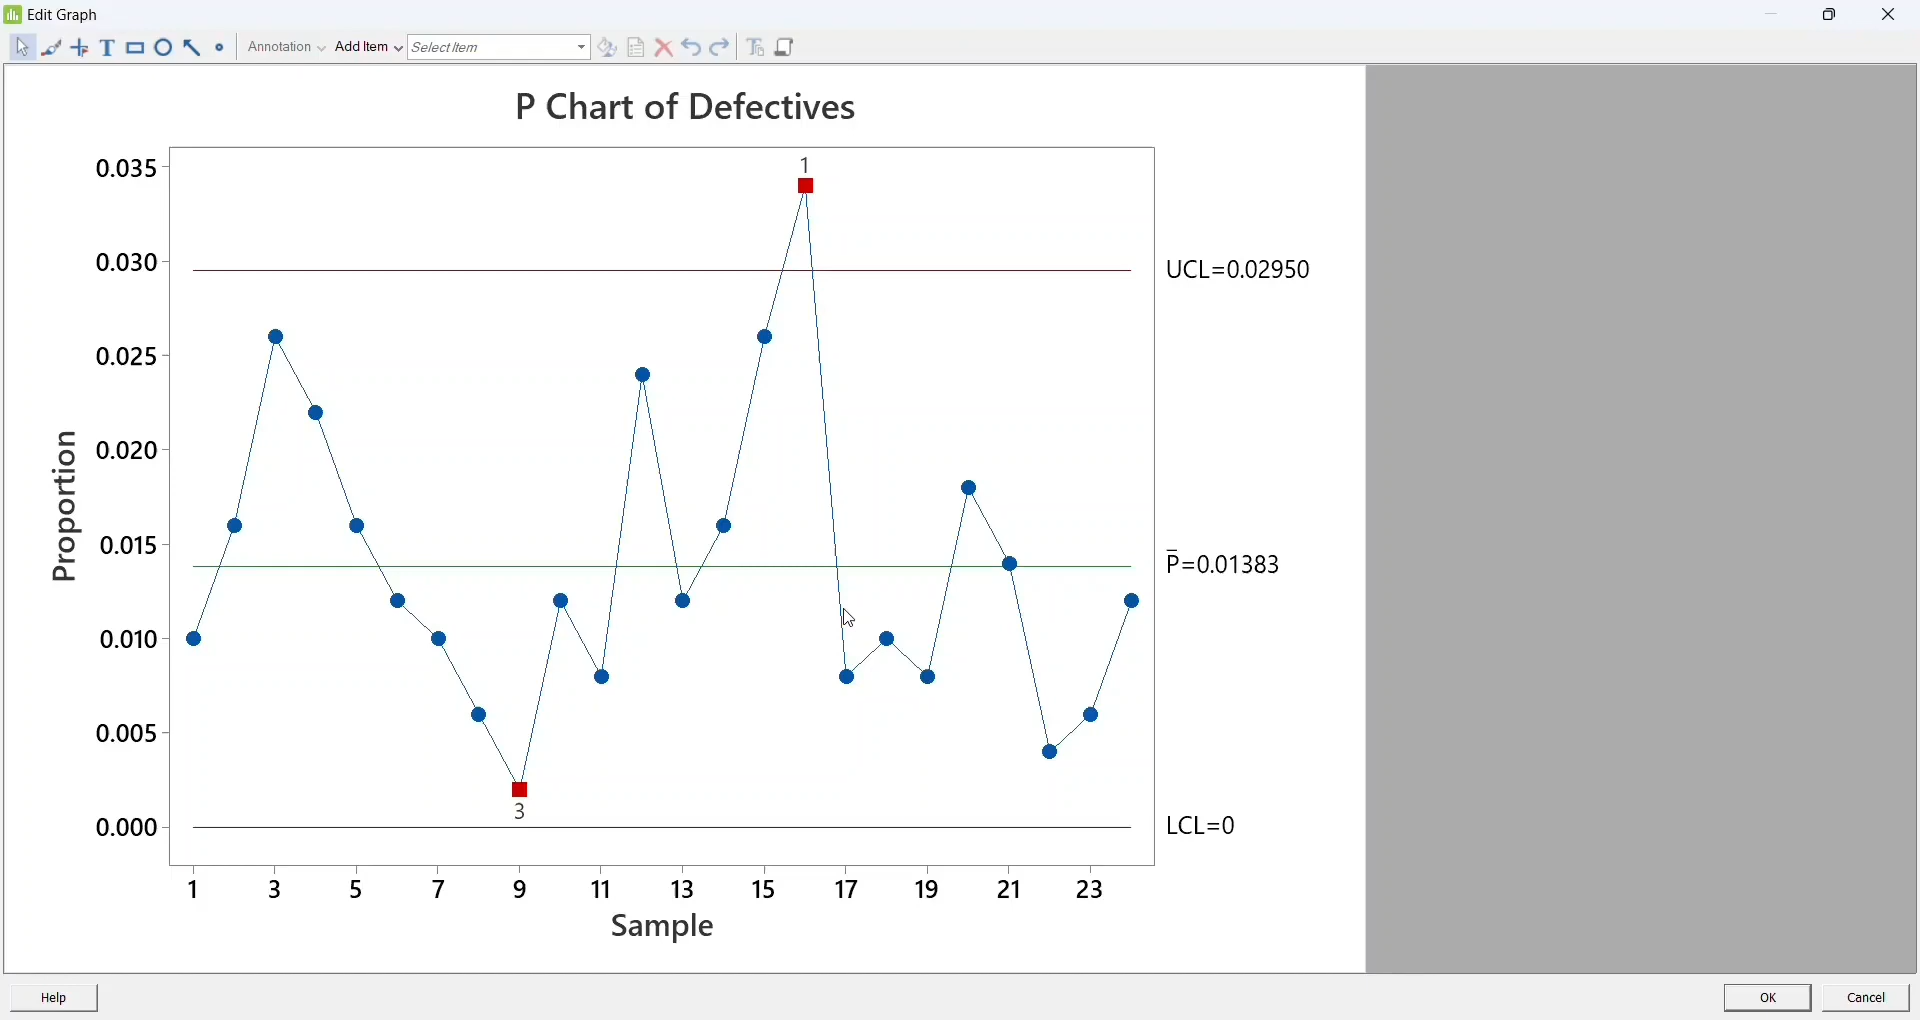 Edit Graph
T Annotation Add Item Select Item
P Chart of Defectives
0.035
0.030
0.025
0.020
0.015
0.010
0.005
0.000
Proportion
1
3
UCL=0.02950
P̅=0.01383
LCL=0
1 3 5 7 9 11 13 15 17 19 21 23
Sample
Help OK Cancel